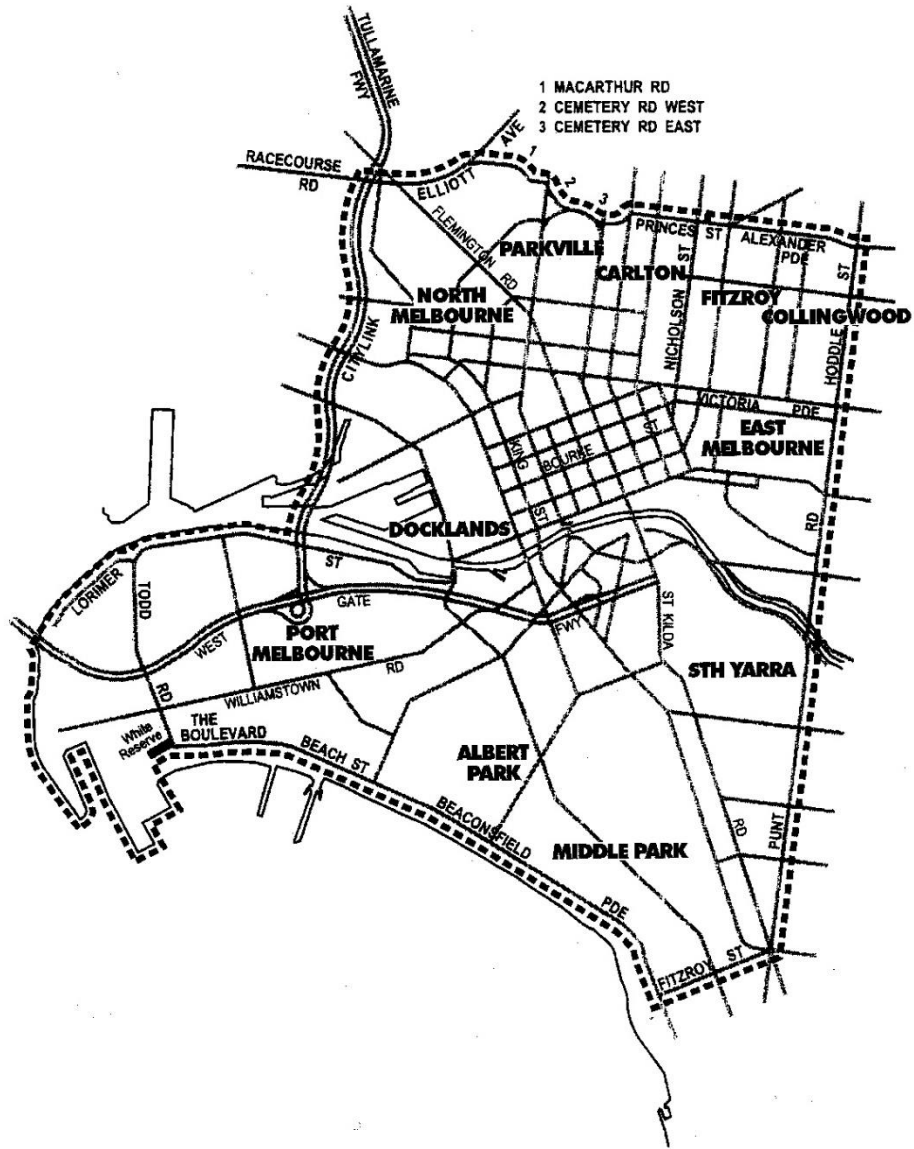 TULLAMARINE
FWY
1 MACARTHUR RD
2 CEMETERY RD WEST
3 CEMETERY RD EAST
RACECOURSE
RD
ELLIOTT
AVE
1
2
3
FLEMINGTON
RD
PARKVILLE
PRINCES ST
ALEXANDER
PDE
CARLTON
NICHOLSON
ST
FITZROY
COLLINGWOOD
HODDLE
ST
NORTH
MELBOURNE
CITY LINK
VICTORIA
PDE
EAST
MELBOURNE
KING
ST
BOURKE
ST
DOCKLANDS
RD
LORIMER
ST
TODD
RD
WEST
GATE
FWY
PORT
MELBOURNE
ST KILDA
RD
STH YARRA
WILLIAMSTOWN
RD
THE
BOULEVARD
White
Reserve
BEACH ST
ALBERT
PARK
BEACONSFIELD
PDE
MIDDLE PARK
PUNT
FITZROY
ST